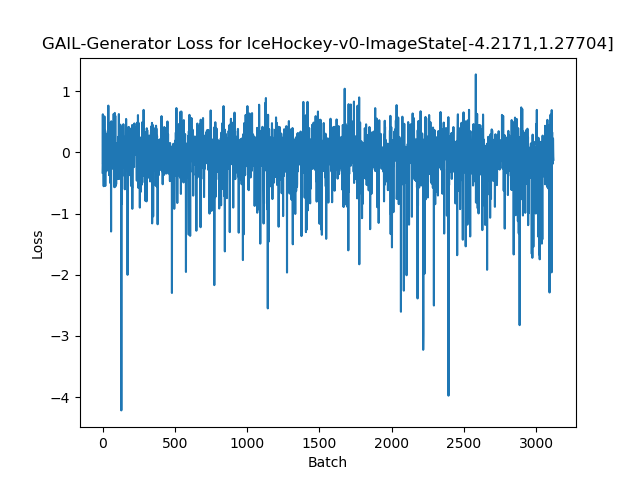 GAIL-Generator Loss for IceHockey-v0-ImageState[-4.2171,1.27704]
1
0
−1
−2
−3
−4
Loss
0 500 1000 1500 2000 2500 3000
Batch